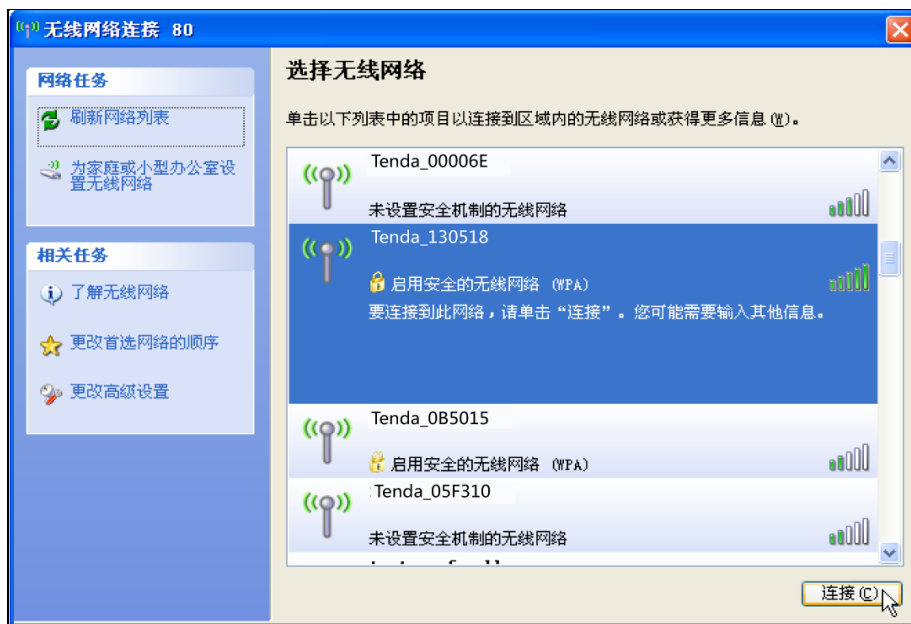 无线网络连接 80
网络任务
刷新网络列表
为家庭或小型办公室设
置无线网络
相关任务
了解无线网络
更改首选网络的顺序
更改高级设置
选择无线网络
单击以下列表中的项目以连接到区域内的无线网络或获得更多信息(W)。
Tenda_00006E
未设置安全机制的无线网络
Tenda_130518
启用安全的无线网络 (WPA)
要连接到此网络，请单击“连接”。您可能需要输入其他信息。
Tenda_0B5015
启用安全的无线网络 (WPA)
Tenda_05F310
未设置安全机制的无线网络
连接(C)